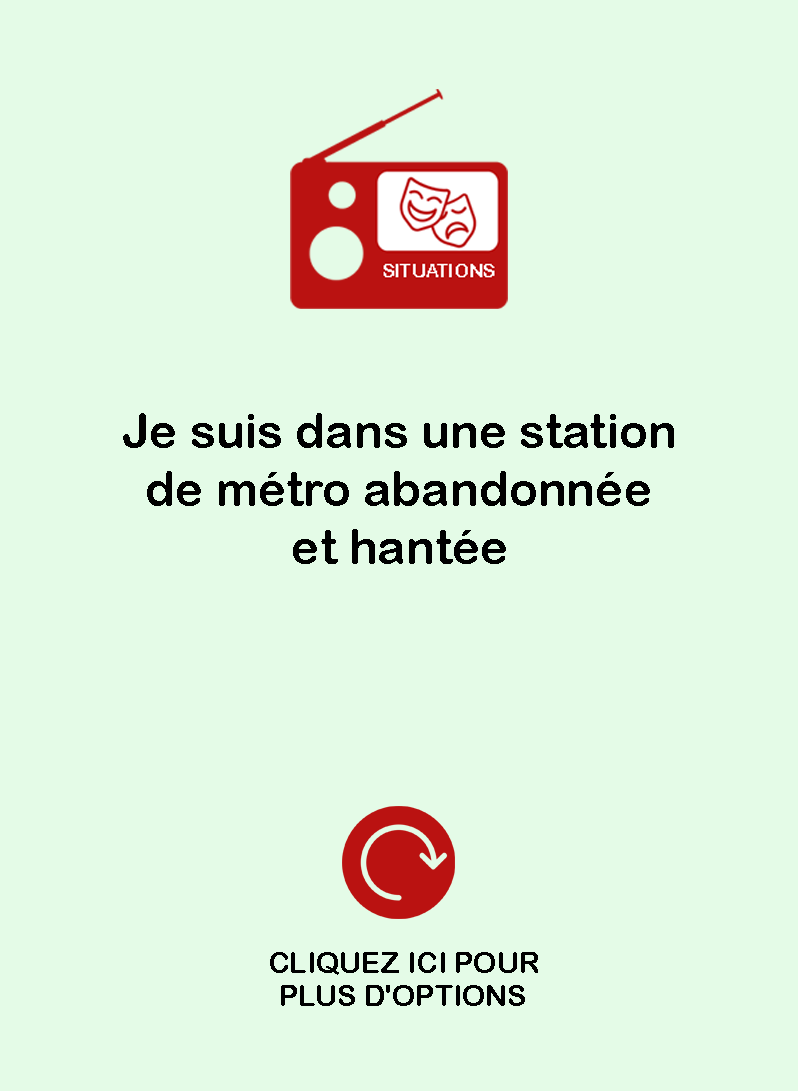 SITUATIONS
Je suis dans une station
de métro abandonnée
et hantée
CLIQUEZ ICI POUR
PLUS D'OPTIONS